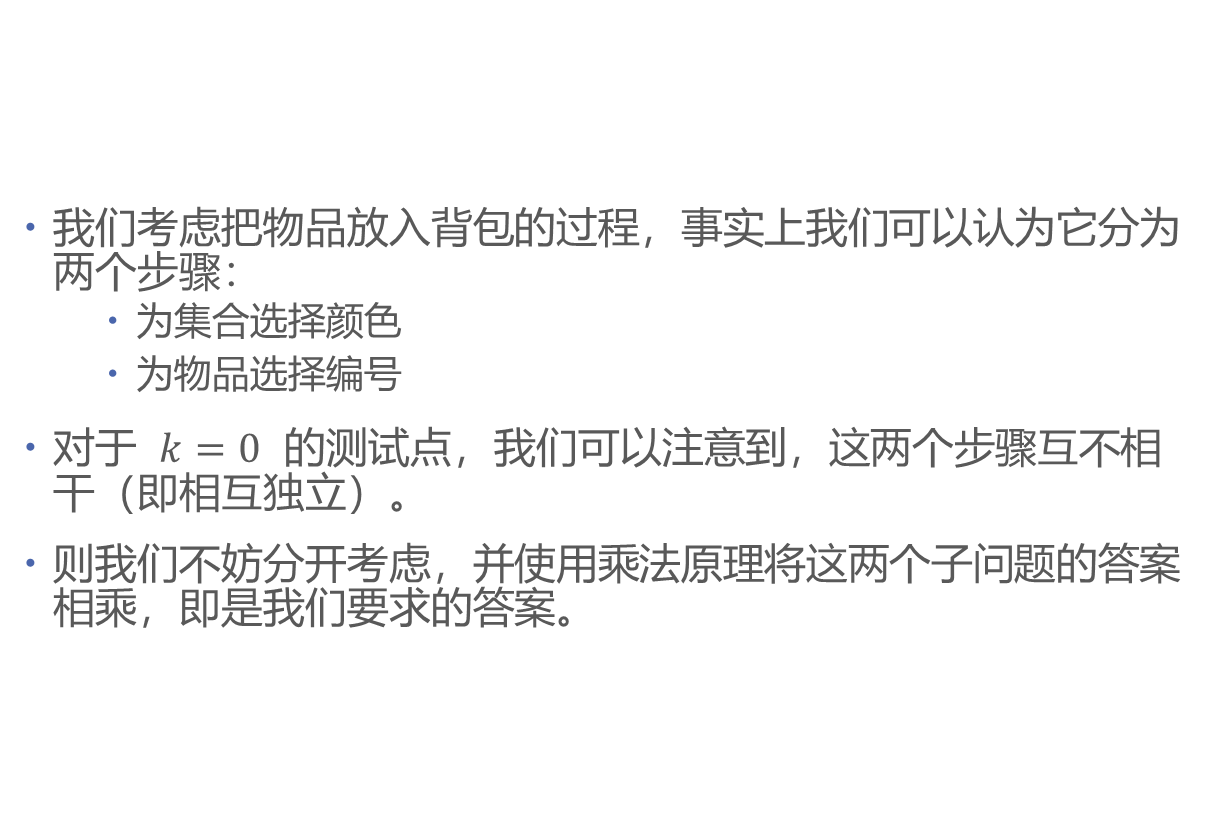 • 我们考虑把物品放入背包的过程，事实上我们可以认为它分为
两个步骤：
• 为集合选择颜色
• 为物品选择编号
• 对于 k = 0 的测试点，我们可以注意到，这两个步骤互不相
干（即相互独立）。
• 则我们不妨分开考虑，并使用乘法原理将这两个子问题的答案
相乘，即是我们要求的答案。